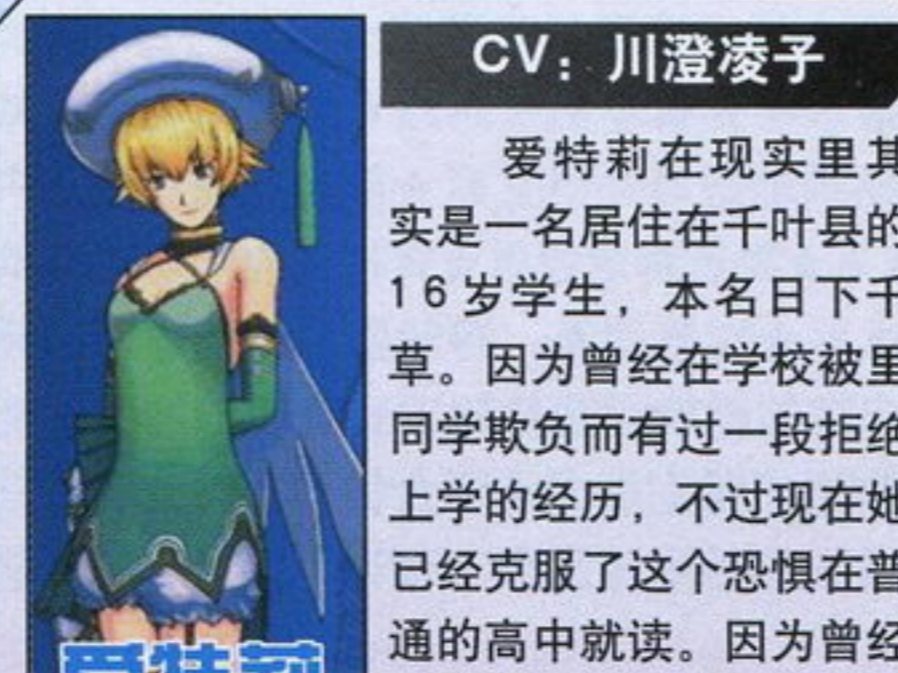 CV：川澄凌子
爱特莉在现实里其
实是一名居住在千叶县的
16岁学生，本名日下千
草。因为曾经在学校被里
同学欺负而有过一段拒绝
上学的经历，不过现在她
已经克服了这个恐惧在普
通的高中就读。因为曾经
爱特莉